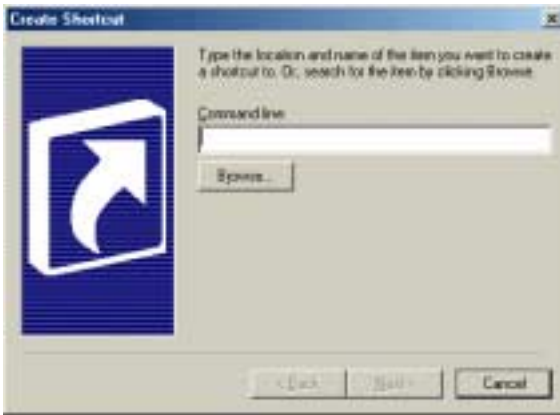 Create Shortcut
Type the location and name of the item you want to create
a shortcut to. Or, search for the item by clicking Browse.
Command line:
Browse...
< Back
Next >
Cancel